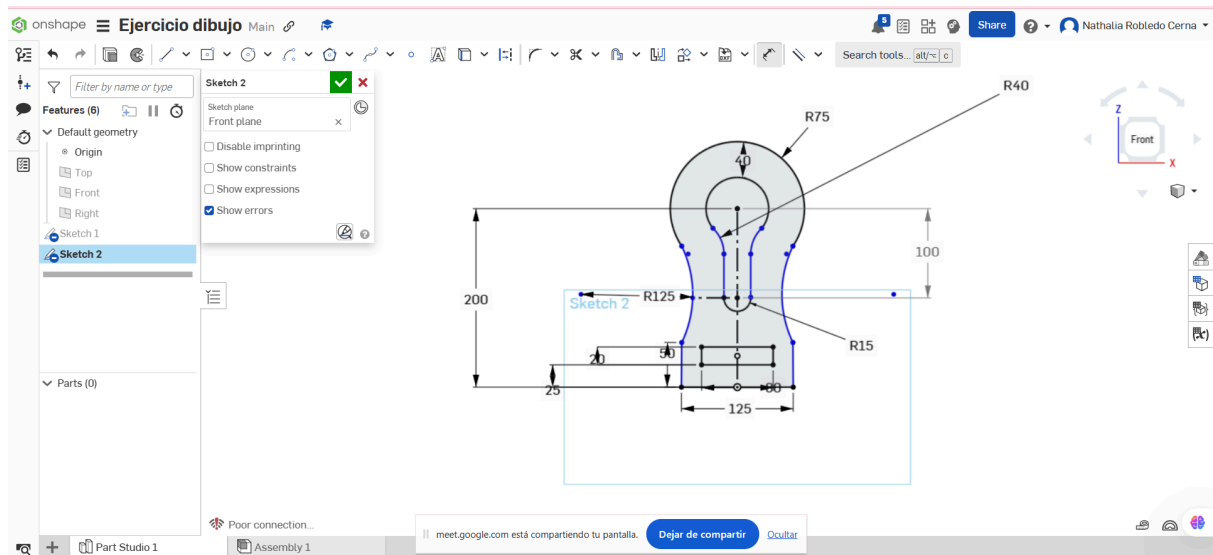 onshape Ejercicio dibujo Main
5 Share Nathalia Robledo Cerna
Search tools... alt/⌥ c
Filter by name or type
Features (6)
Default geometry
Origin
Top
Front
Right
Sketch 1
Sketch 2
Parts (0)
Sketch 2
Sketch plane
Front plane
Disable imprinting
Show constraints
Show expressions
Show errors
R40
R75
40
100
200
R125
Sketch 2
R15
50
20
25
80
125
Z
Front
X
Poor connection...
meet.google.com está compartiendo tu pantalla. Dejar de compartir Ocultar
Part Studio 1 Assembly 1